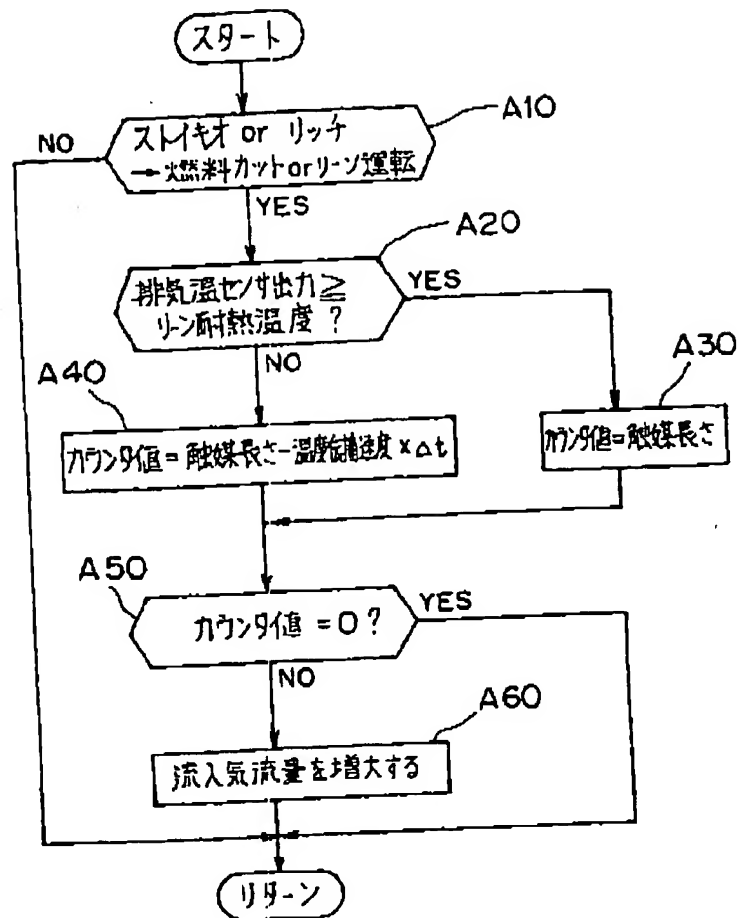 スタート
A10
NO
ストイキオ or リッチ
→燃料カットorリーン運転
YES
A20
排気温センサ出力≧
リーン耐熱温度?
YES
NO
A40
A30
カウンタ値=触媒長さ-温度伝播速度×Δt
カウンタ値=触媒長さ
A50
カウンタ値=0?
YES
NO
A60
流入気流量を増大する
リターン